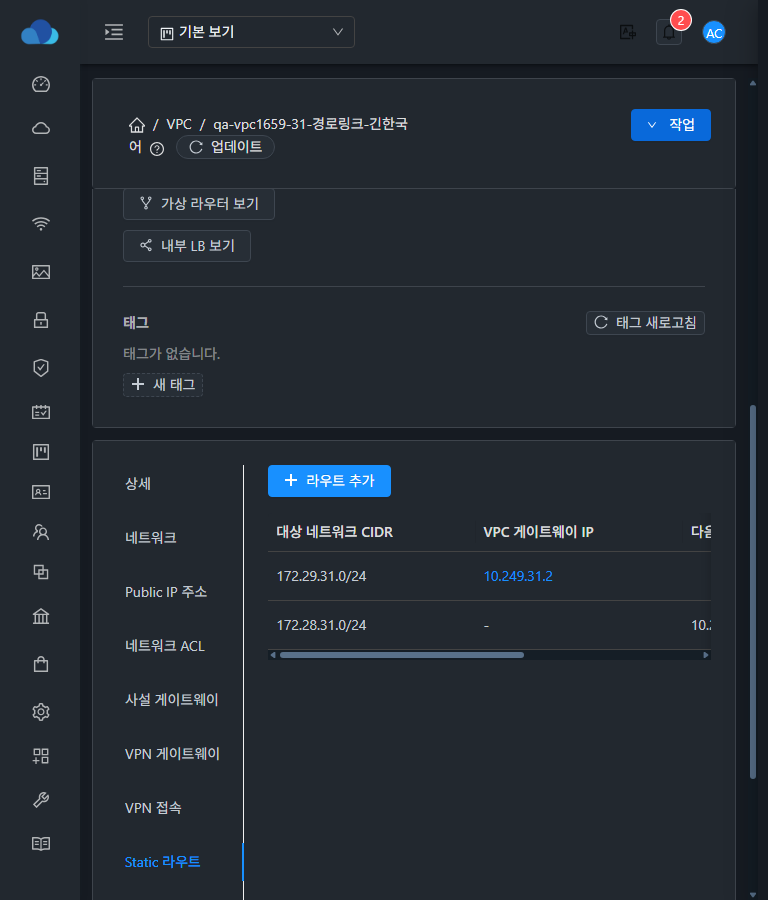 기본 보기
2
AC
/ VPC / qa-vpc1659-31-경로링크-긴한국
어 업데이트
작업
가상 라우터 보기
내부 LB 보기
태그
태그 새로고침
태그가 없습니다.
새 태그
상세
네트워크
Public IP 주소
네트워크 ACL
사설 게이트웨이
VPN 게이트웨이
VPN 접속
Static 라우트
라우트 추가
대상 네트워크 CIDR VPC 게이트웨이 IP
172.29.31.0/24 10.249.31.2
172.28.31.0/24 - 10.